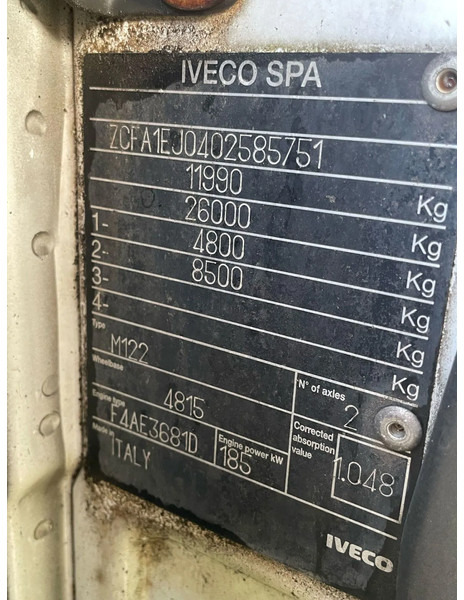 IVECO SPA
ZCFA1EJ0402585751
11990 Kg
26000 Kg
1- 4800 Kg
2- 8500 Kg
3- Kg
4- Kg
Type M122
Wheelbase 4815
N° of axles 2
Engine type F4AE3681D
Engine power kW 185
Corrected absorption value 1.048
Made in ITALY
IVECO